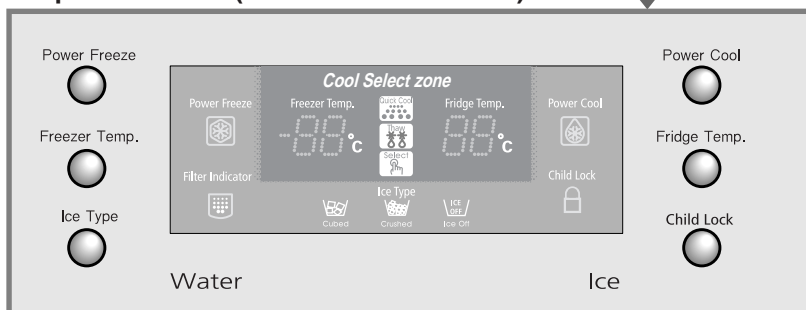 Power Freeze
Freezer Temp.
Ice Type
Cool Select zone
Power Freeze
Freezer Temp.
Quick Cool
Fridge Temp.
Power Cool
-88°c
Thaw
88°c
Select
Filter Indicator
Child Lock
Ice Type
ICE OFF
Cubed
Crushed
Ice Off
Power Cool
Fridge Temp.
Child Lock
Water
Ice